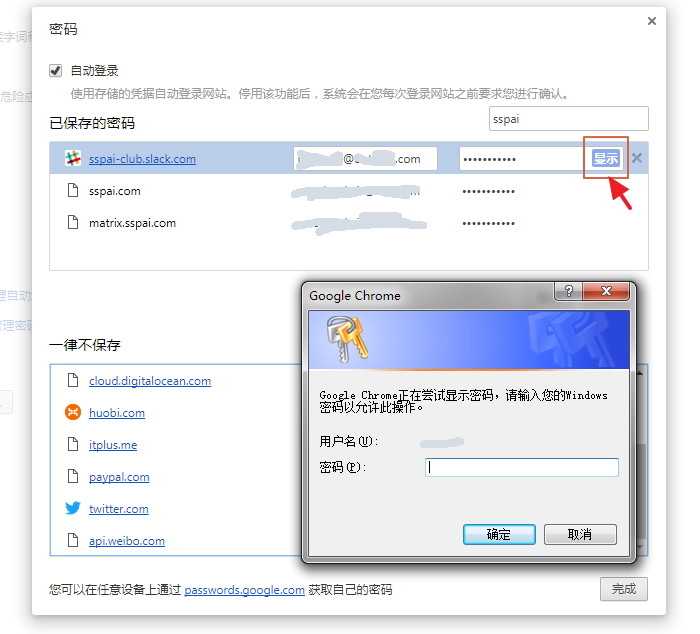 密码
自动登录
使用存储的凭据自动登录网站。停用该功能后，系统会在您每次登录网站之前要求您进行确认。
已保存的密码
sspai
sspai-club.slack.com
.com
显示
sspai.com
matrix.sspai.com
一律不保存
cloud.digitalocean.com
huobi.com
itplus.me
paypal.com
twitter.com
api.weibo.com
Google Chrome
Google Chrome正在尝试显示密码，请输入您的Windows
密码以允许此操作。
用户名(U):
密码(P):
确定
取消
您可以在任意设备上通过 passwords.google.com 获取自己的密码
完成